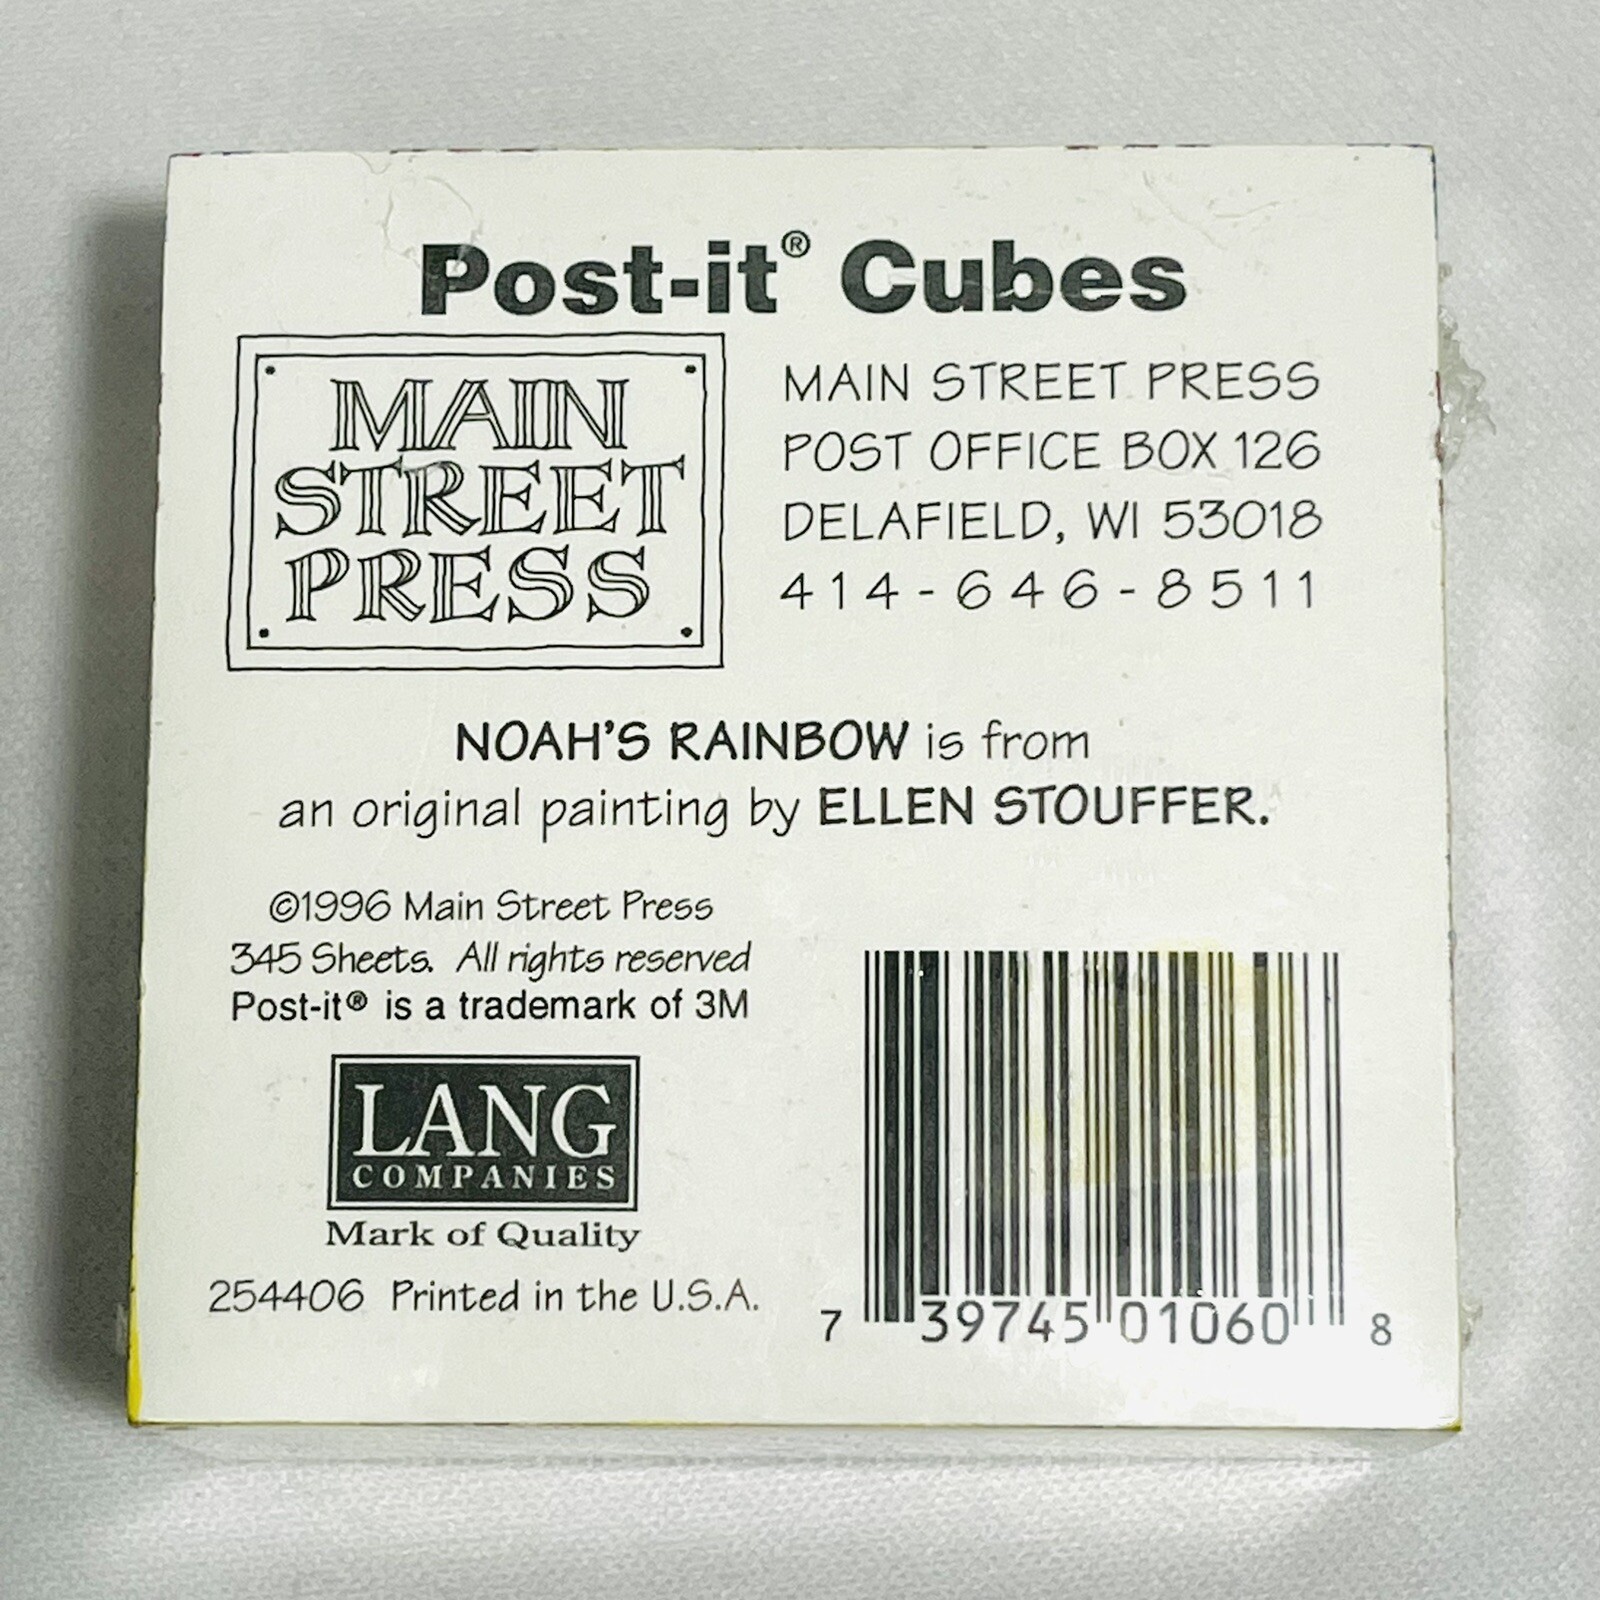 Post-it® Cubes
MAIN
STREET
PRESS
MAIN STREET PRESS
POST OFFICE BOX 126
DELAFIELD, WI 53018
414-646-8511
NOAH'S RAINBOW is from
an original painting by ELLEN STOUFFER.
©1996 Main Street Press
345 Sheets. All rights reserved
Post-it® is a trademark of 3M
LANG
COMPANIES
Mark of Quality
254406 Printed in the U.S.A.
7 39745 01060 8